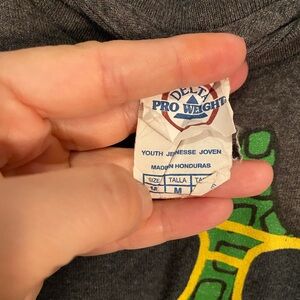 DELTA
PRO WEIGHT
YOUTH JEUNESSE JOVEN
MADE IN HONDURAS
SIZE TALLA
M M